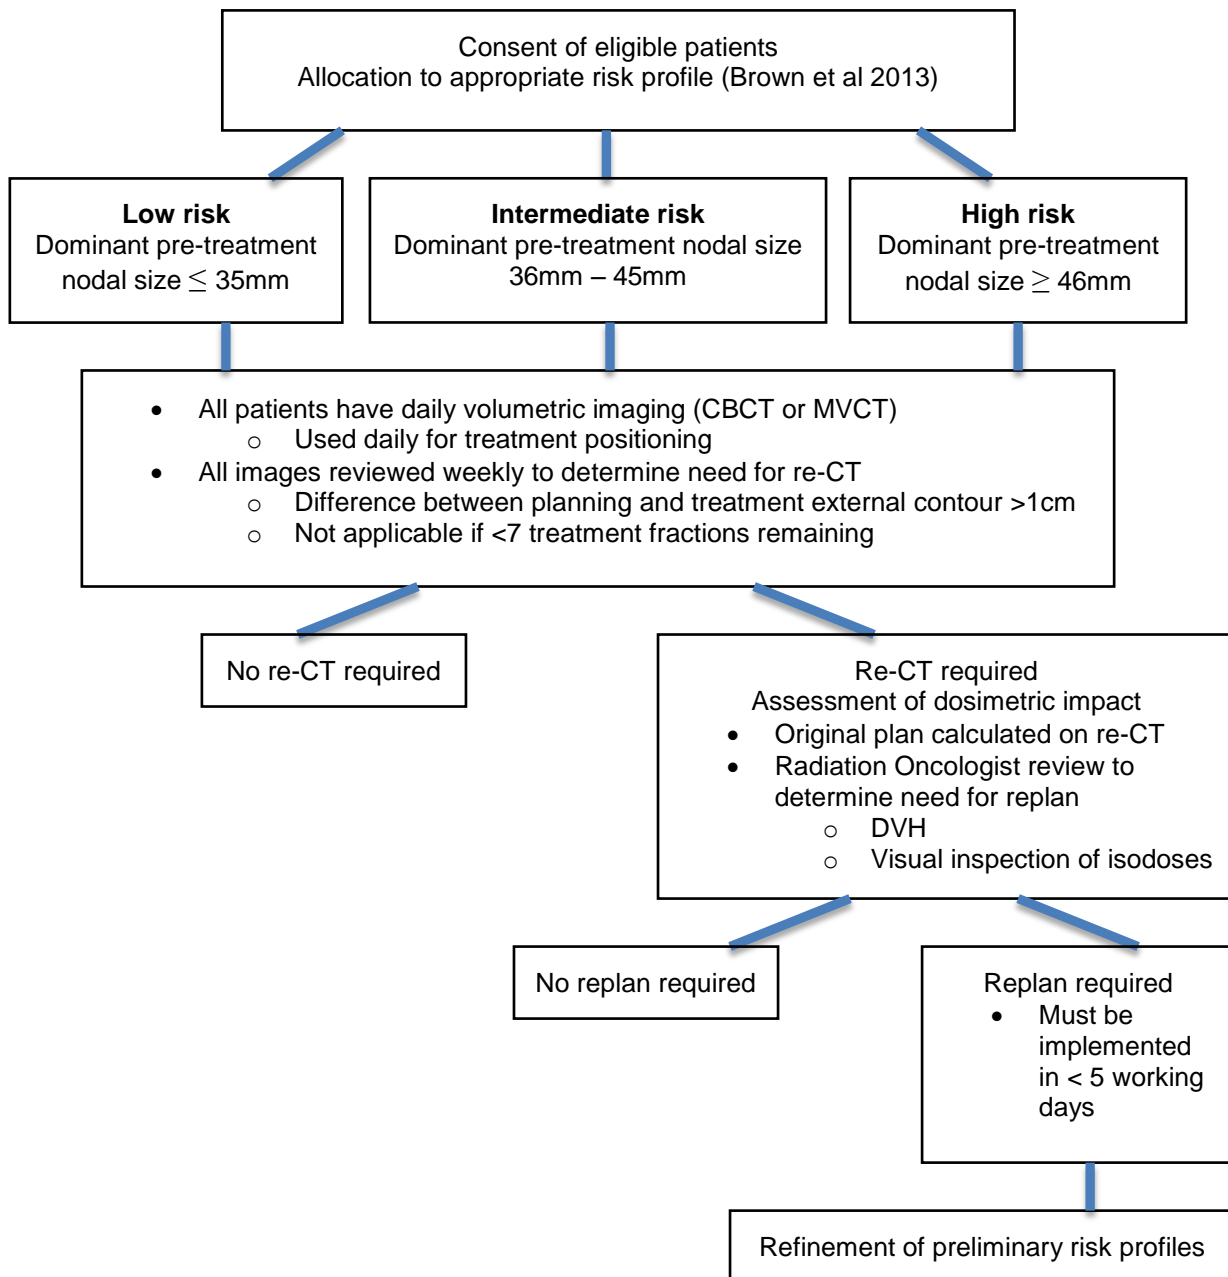 Consent of eligible patients
Allocation to appropriate risk profile (Brown et al 2013)
Low risk
Dominant pre-treatment
nodal size ≤ 35mm
Intermediate risk
Dominant pre-treatment nodal size
36mm – 45mm
High risk
Dominant pre-treatment
nodal size ≥ 46mm
• All patients have daily volumetric imaging (CBCT or MVCT)
o Used daily for treatment positioning
• All images reviewed weekly to determine need for re-CT
o Difference between planning and treatment external contour >1cm
o Not applicable if <7 treatment fractions remaining
No re-CT required
Re-CT required
Assessment of dosimetric impact
• Original plan calculated on re-CT
• Radiation Oncologist review to
determine need for replan
o DVH
o Visual inspection of isodoses
No replan required
Replan required
• Must be
implemented
in < 5 working
days
Refinement of preliminary risk profiles